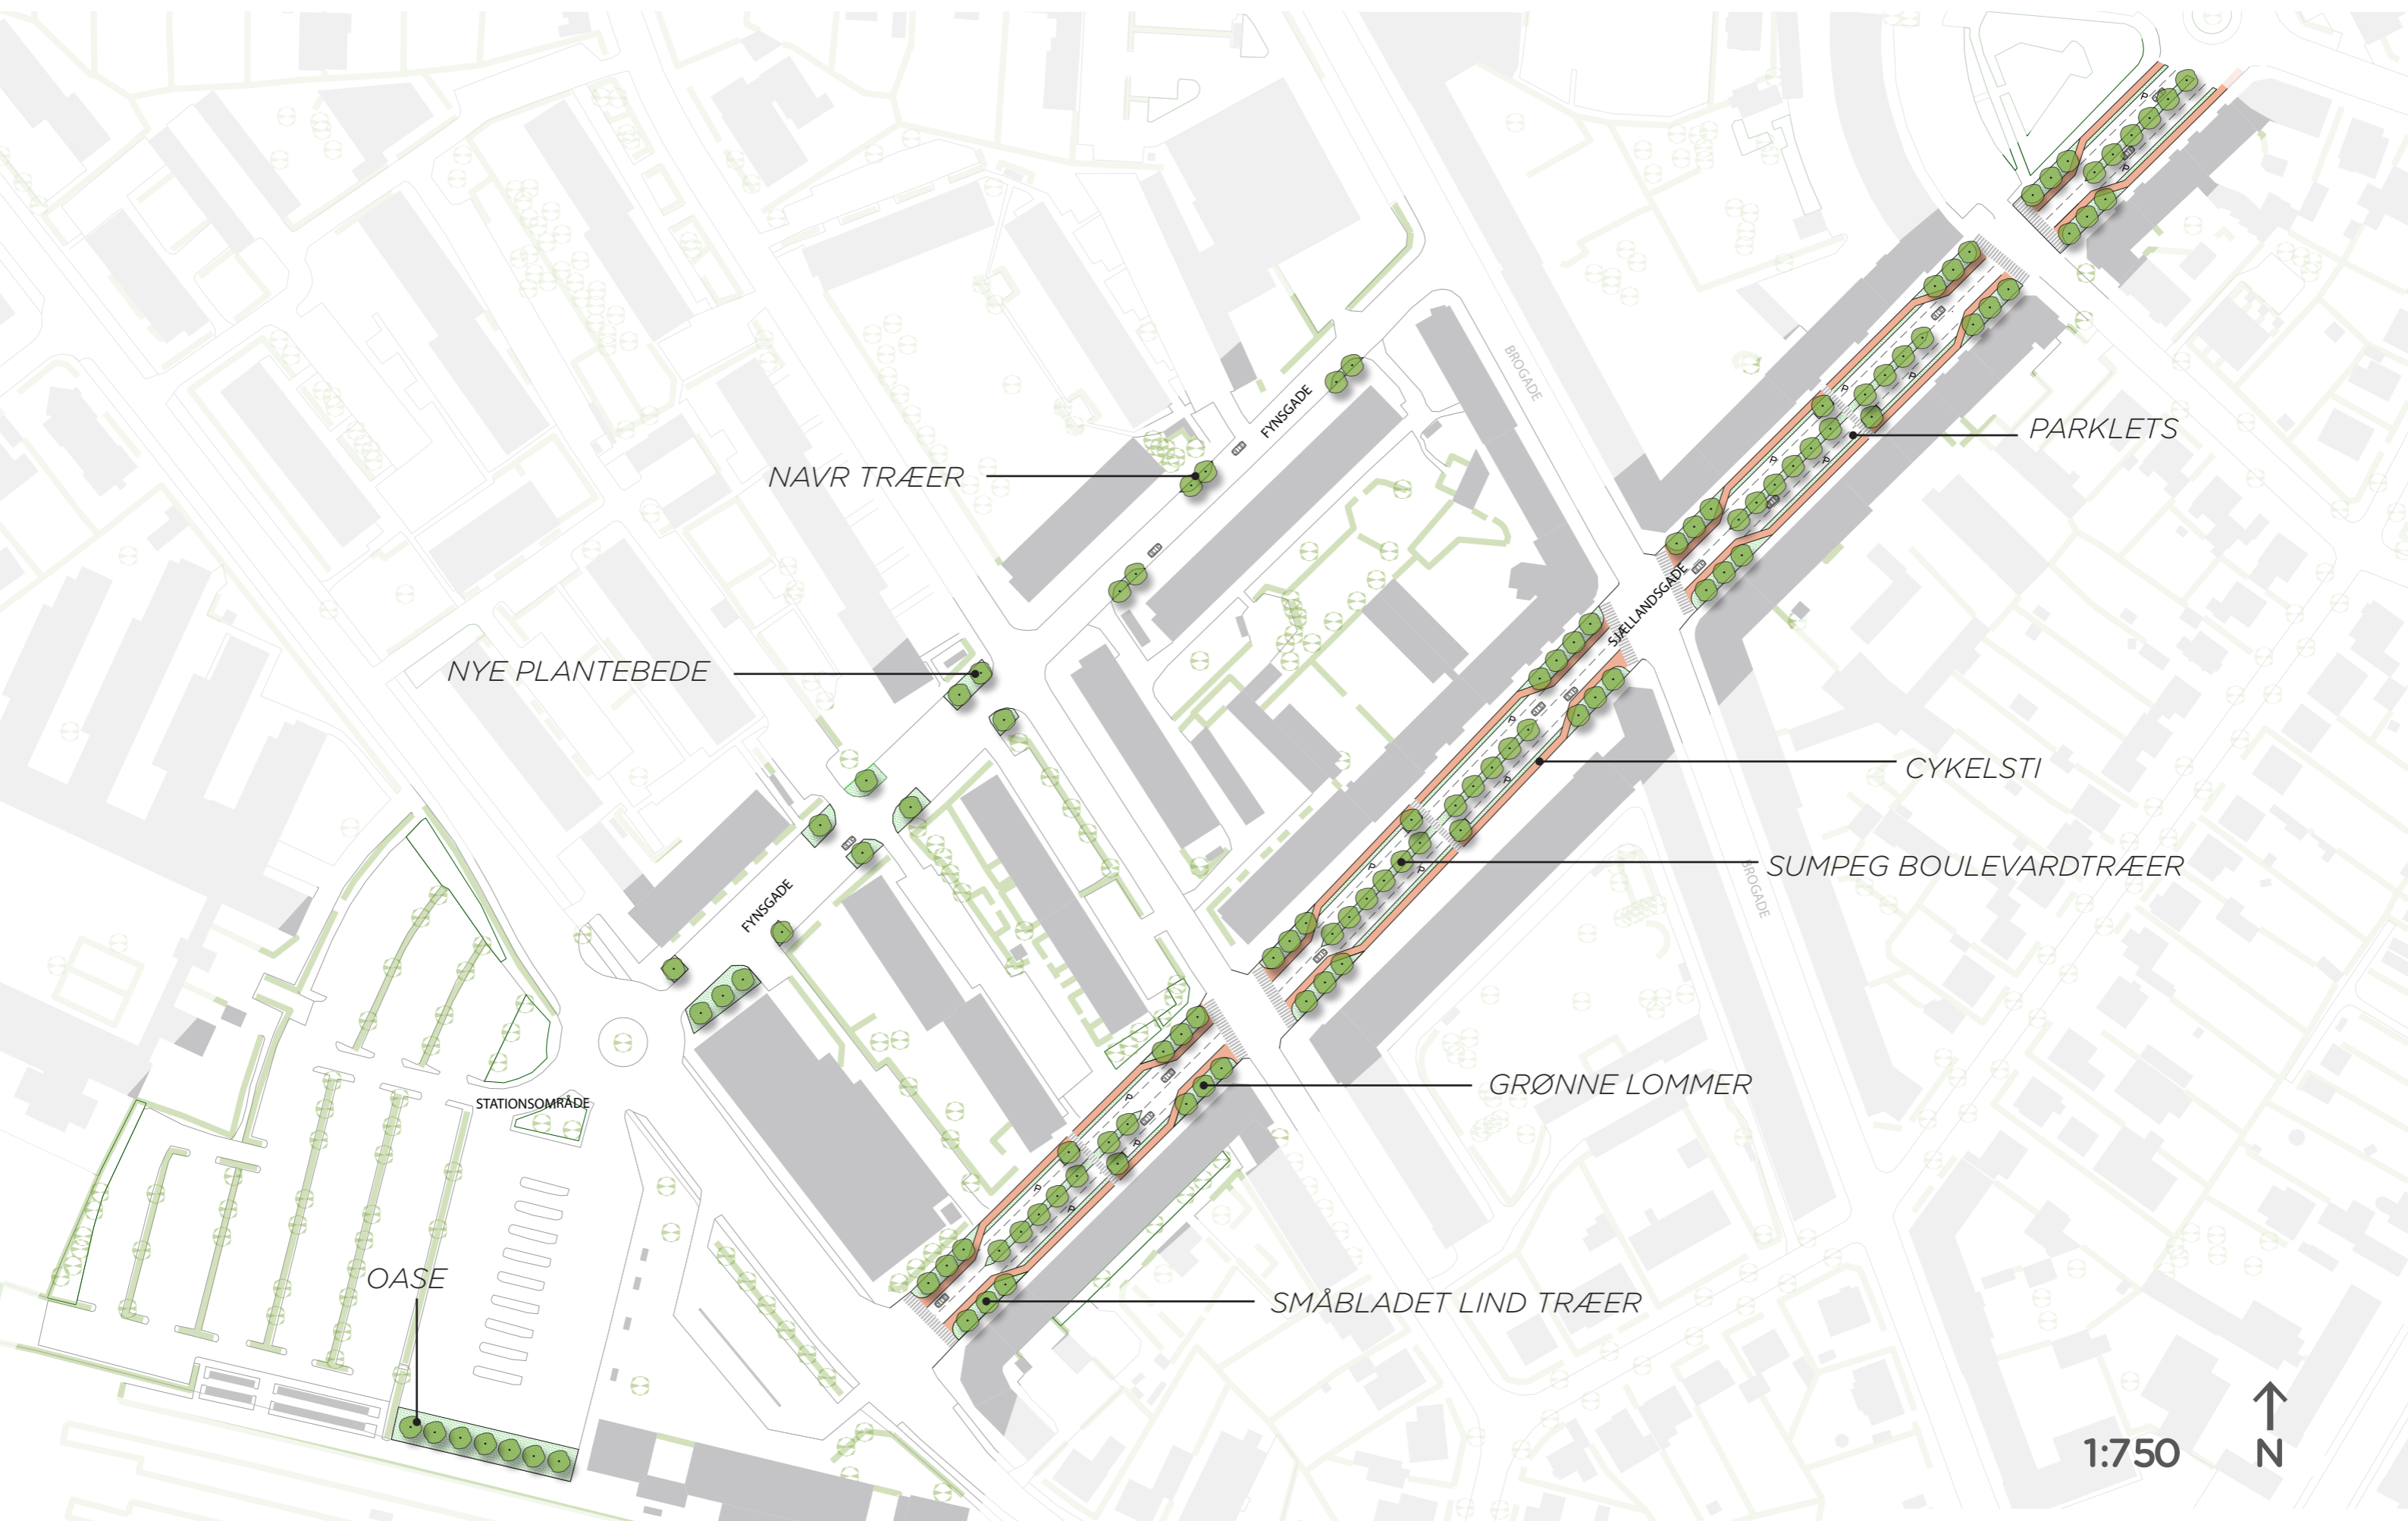 BROGADE
PARKLETS
FYNSGADE
NAVR TRÆER
SJÆLLANDSGADE
NYE PLANTEBEDE
CYKELSTI
SUMPEG BOULEVARDTRÆER
BROGADE
FYNSGADE
GRØNNE LOMMER
STATIONSOMRÅDE
OASE
SMÅBLADET LIND TRÆER
1:750
N
P
P
P
P
P
P
P
P
P
P
P
P
P
P